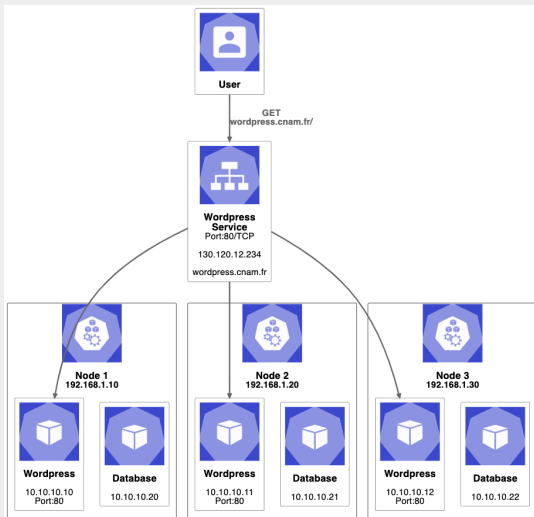 User
GET
wordpress.cnam.fr/
Wordpress
Service
Port:80/TCP
130.120.12.234
wordpress.cnam.fr
Node 1
192.168.1.10
Node 2
192.168.1.20
Node 3
192.168.1.30
Wordpress
10.10.10.10
Port:80
Database
10.10.10.20
Wordpress
10.10.10.11
Port:80
Database
10.10.10.21
Wordpress
10.10.10.12
Port:80
Database
10.10.10.22